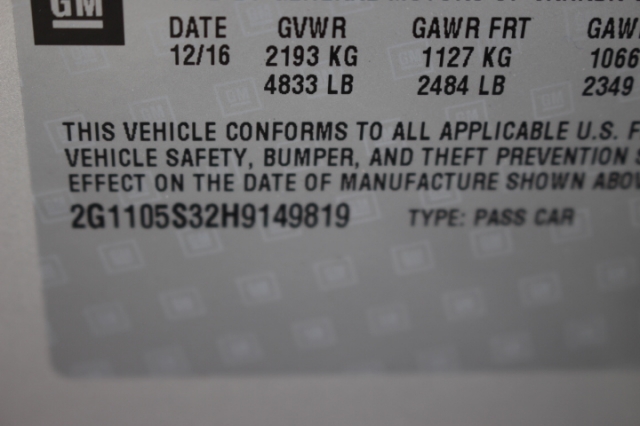 GM
DATE GVWR GAWR FRT GAW
12/16 2193 KG 1127 KG 1066
4833 LB 2484 LB 2349
THIS VEHICLE CONFORMS TO ALL APPLICABLE U.S. F
VEHICLE SAFETY, BUMPER, AND THEFT PREVENTION S
EFFECT ON THE DATE OF MANUFACTURE SHOWN ABOV
2G1105S32H9149819 TYPE: PASS CAR